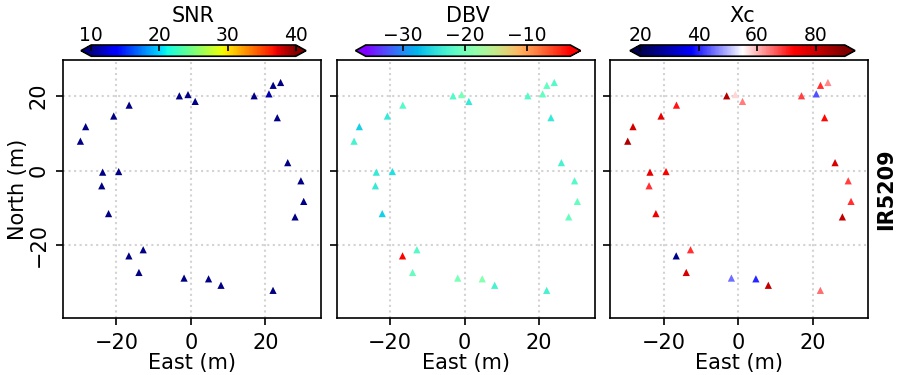 SNR DBV Xc
10 20 30 40 −30 −20 −10 20 40 60 80
20
0
−20
North (m)
−20 0 20 −20 0 20 −20 0 20
East (m) East (m) East (m)
IR5209